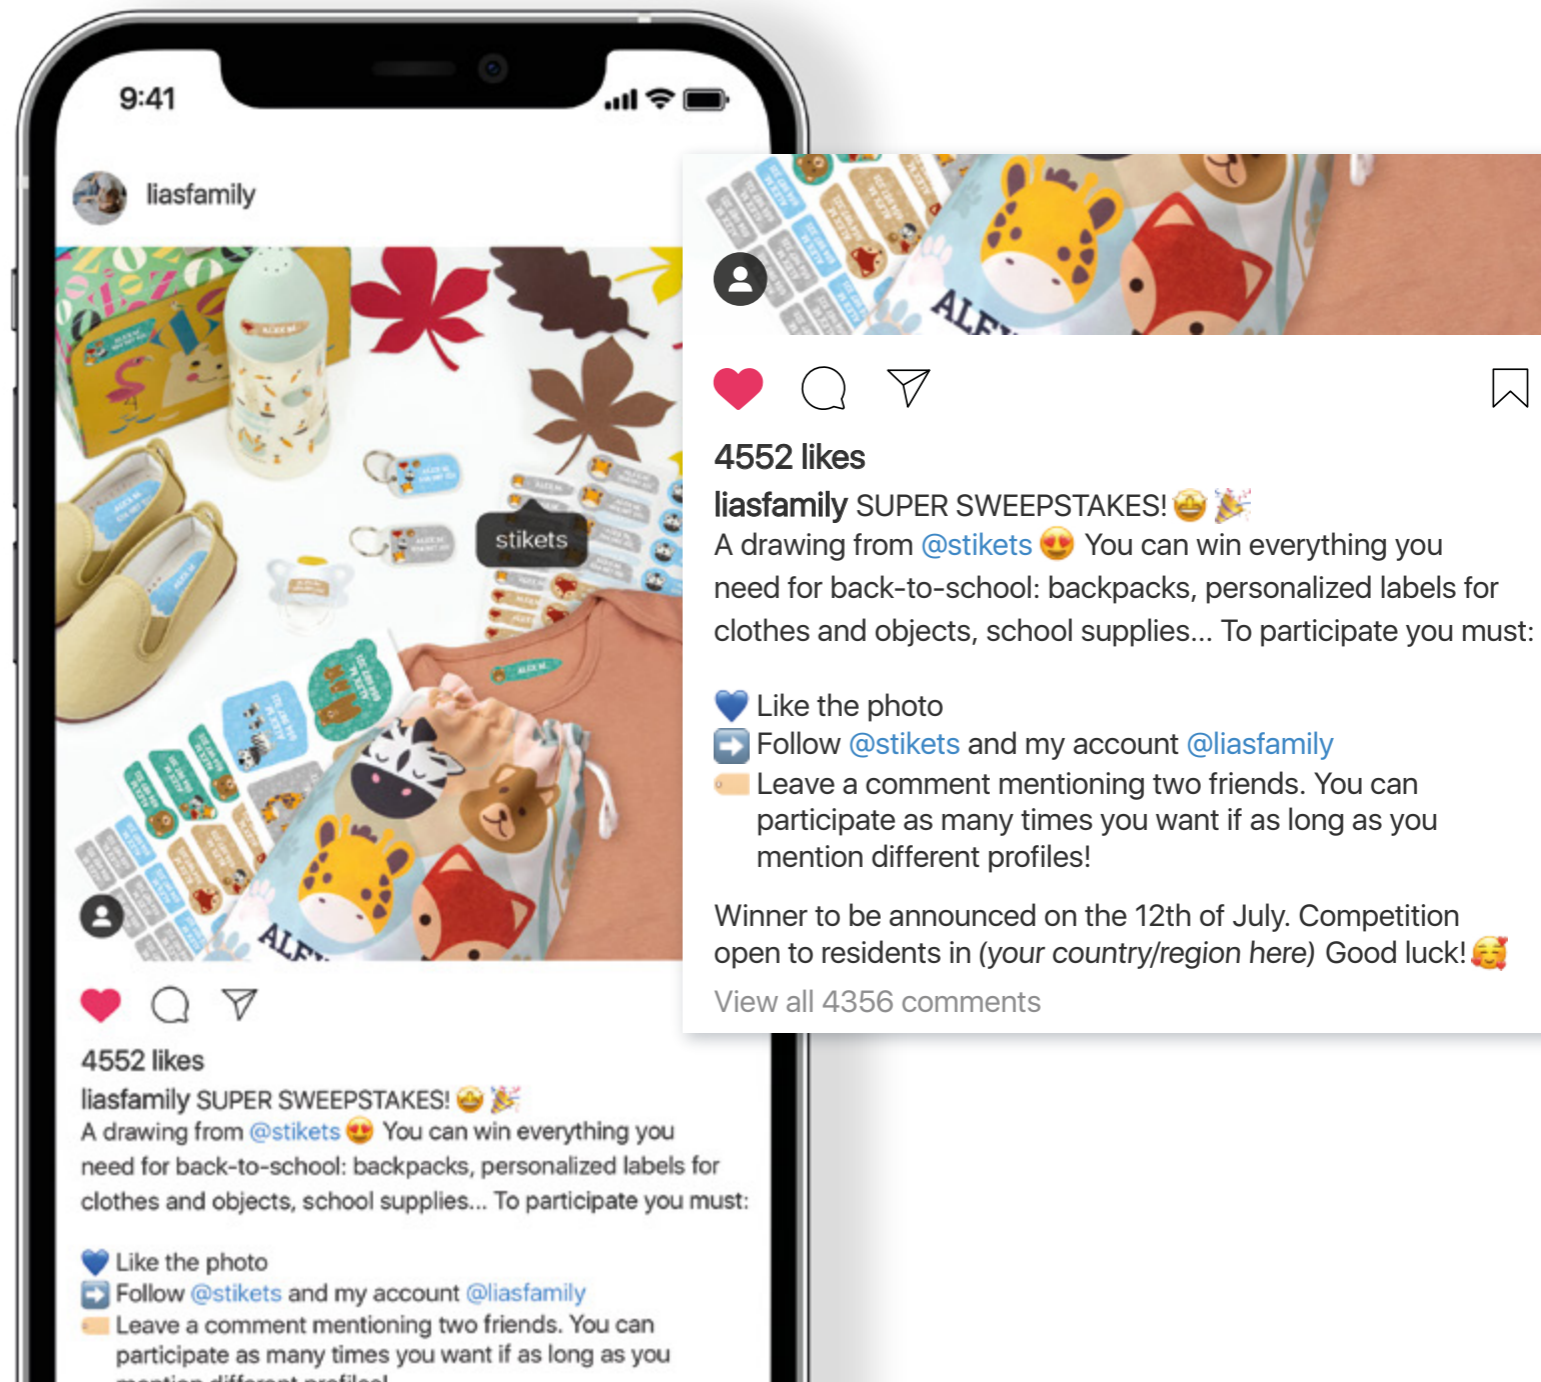 9:41
liasfamily
stikets
ALEX M.
4552 likes
liasfamily SUPER SWEEPSTAKES! 🤩 🎉
A drawing from @stikets 😍 You can win everything you
need for back-to-school: backpacks, personalized labels for
clothes and objects, school supplies... To participate you must:
💙 Like the photo
➡️ Follow @stikets and my account @liasfamily
🏷️ Leave a comment mentioning two friends. You can
participate as many times you want if as long as you
mention different profiles!
4552 likes
liasfamily SUPER SWEEPSTAKES! 🤩 🎉
A drawing from @stikets 😍 You can win everything you
need for back-to-school: backpacks, personalized labels for
clothes and objects, school supplies... To participate you must:
💙 Like the photo
➡️ Follow @stikets and my account @liasfamily
🏷️ Leave a comment mentioning two friends. You can
participate as many times you want if as long as you
mention different profiles!
Winner to be announced on the 12th of July. Competition
open to residents in (your country/region here) Good luck! 🥰
View all 4356 comments